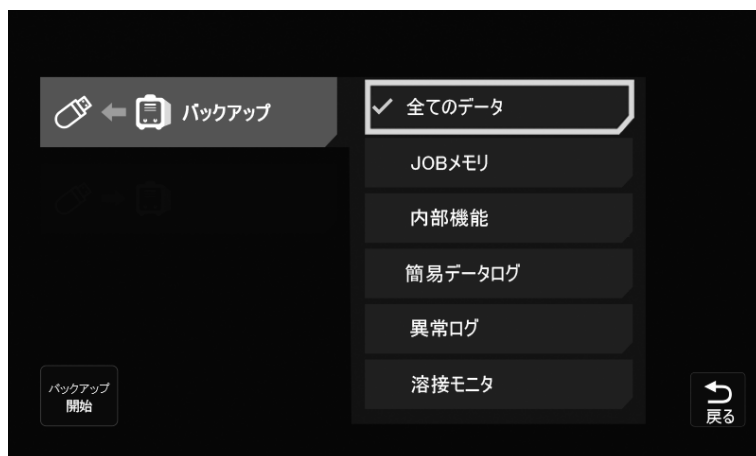 バックアップ
全てのデータ
JOBメモリ
内部機能
簡易データログ
異常ログ
溶接モニタ
バックアップ
開始
戻る